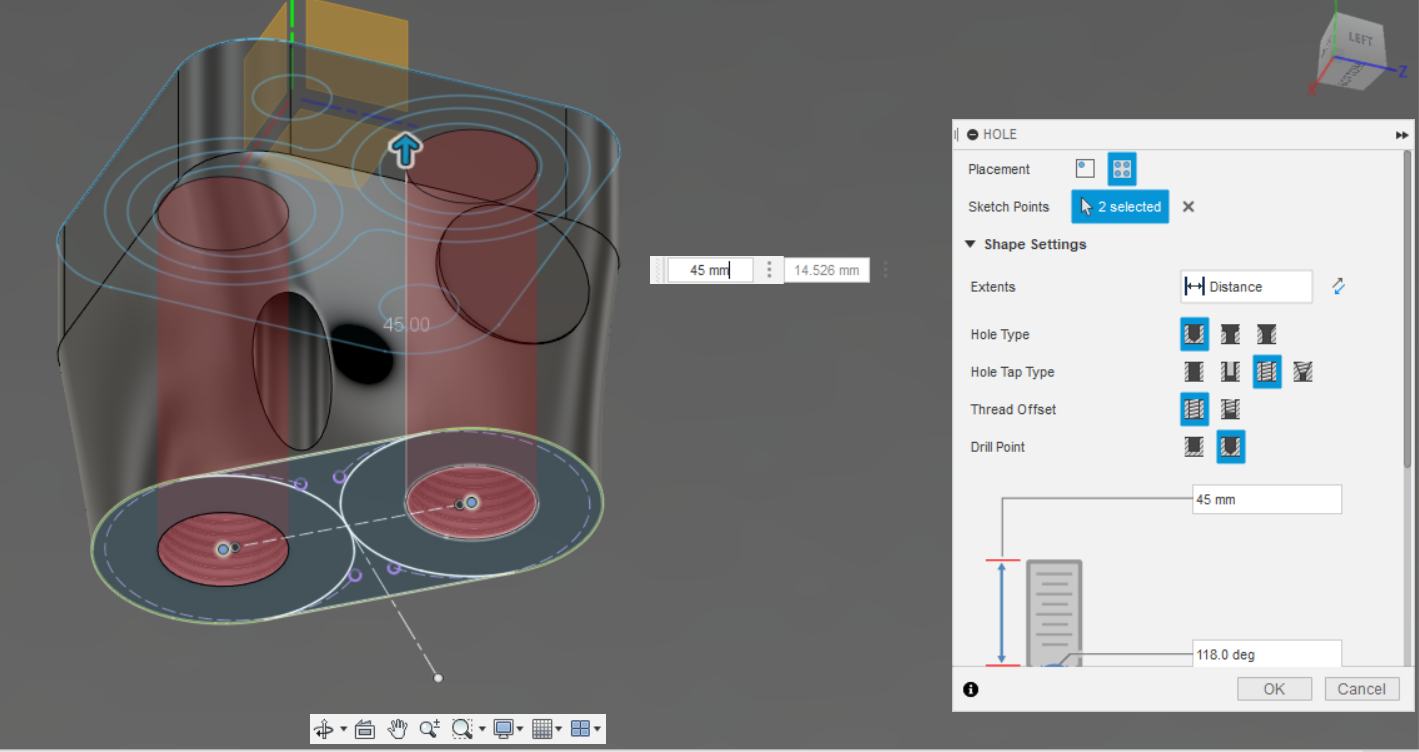 LEFT
BOTTOM
Z
X
HOLE
Placement
Sketch Points
2 selected
Shape Settings
45 mm
14.526 mm
Extents
Distance
45.00
Hole Type
Hole Tap Type
Thread Offset
Drill Point
45 mm
118.0 deg
OK
Cancel